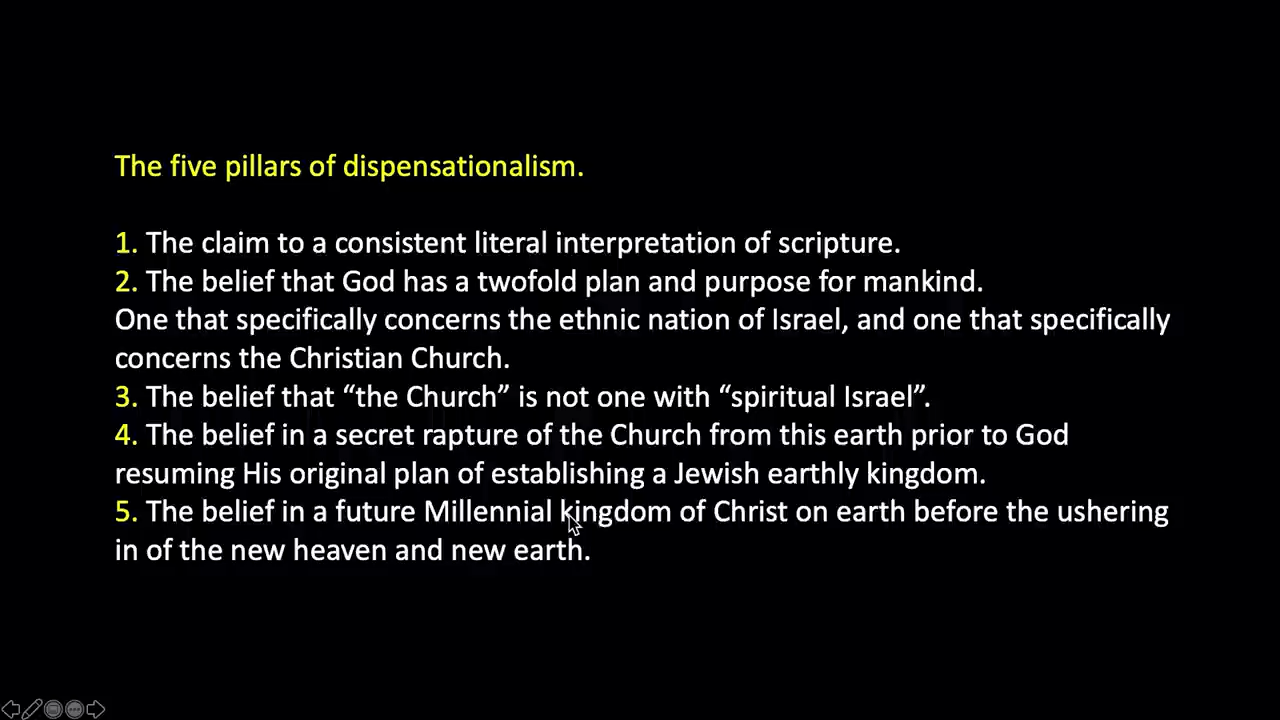 The five pillars of dispensationalism.
1. The claim to a consistent literal interpretation of scripture.
2. The belief that God has a twofold plan and purpose for mankind.
One that specifically concerns the ethnic nation of Israel, and one that specifically
concerns the Christian Church.
3. The belief that “the Church” is not one with “spiritual Israel”.
4. The belief in a secret rapture of the Church from this earth prior to God
resuming His original plan of establishing a Jewish earthly kingdom.
5. The belief in a future Millennial kingdom of Christ on earth before the ushering
in of the new heaven and new earth.